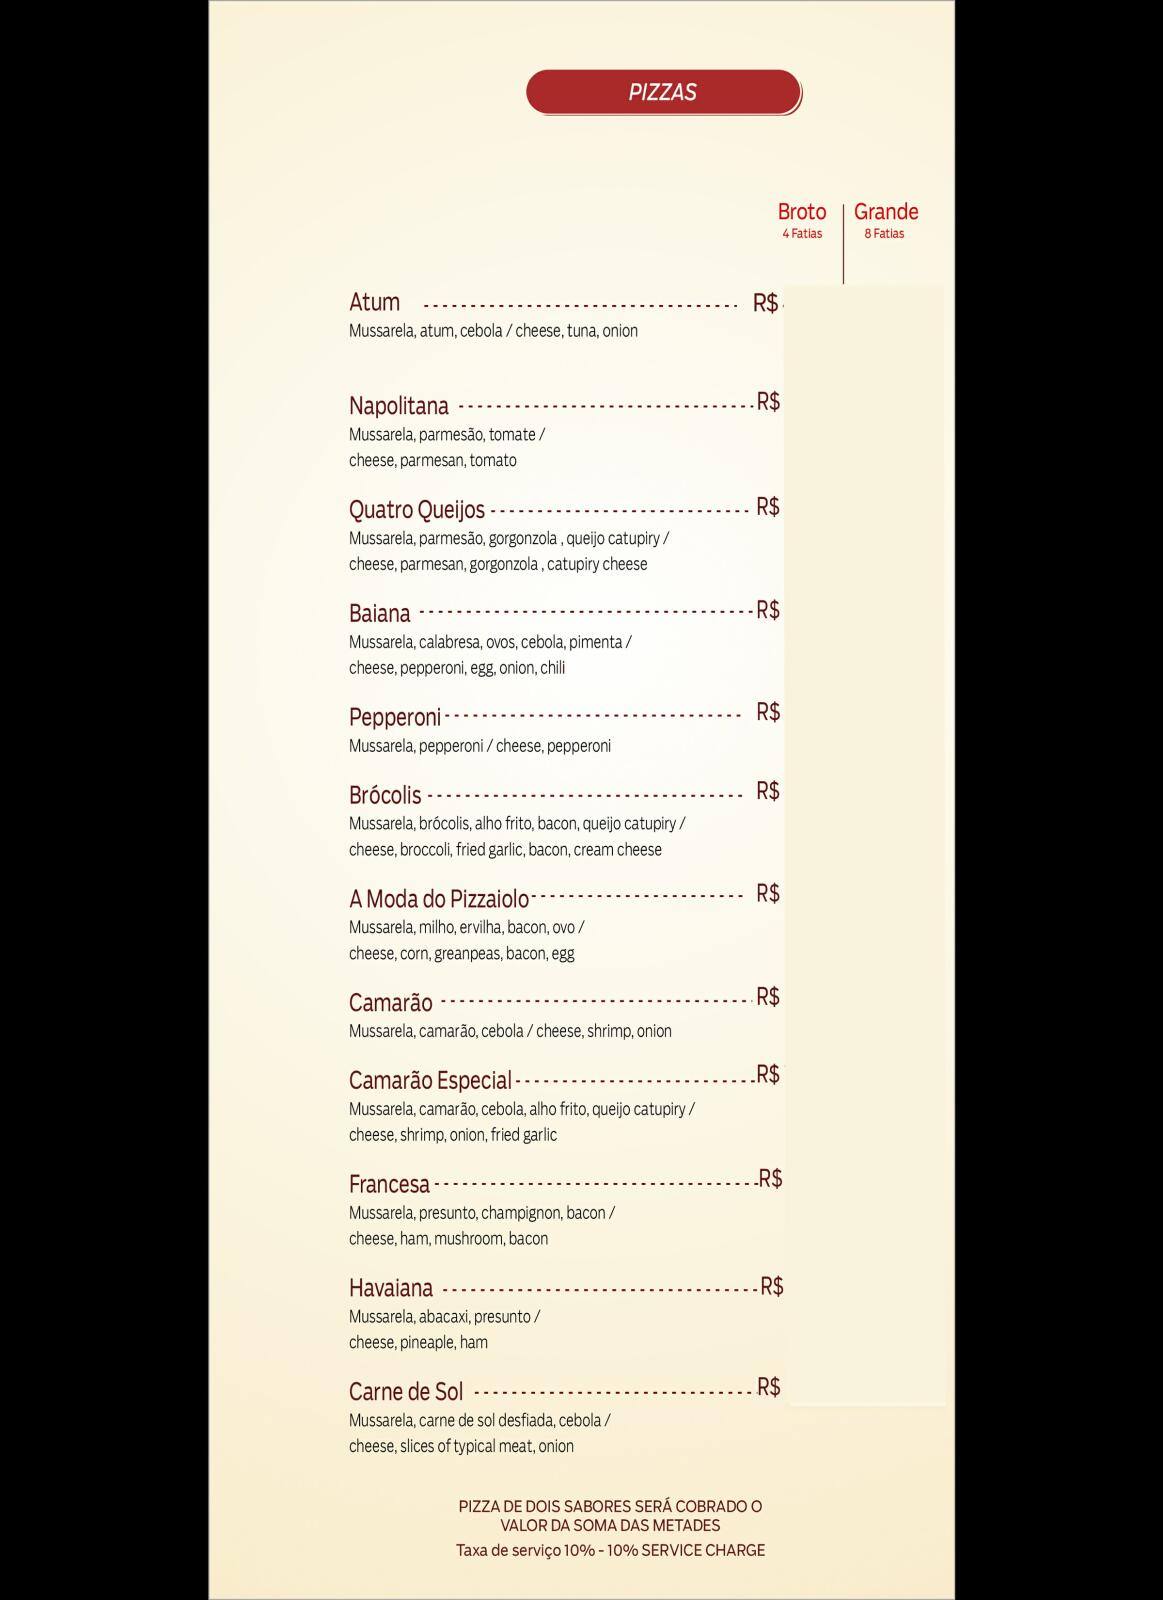 PIZZAS
Broto Grande
4 Fatias 8 Fatias
Atum R$
Mussarela, atum, cebola / cheese, tuna, onion
Napolitana R$
Mussarela, parmesão, tomate /
cheese, parmesan, tomato
Quatro Queijos R$
Mussarela, parmesão, gorgonzola , queijo catupiry /
cheese, parmesan, gorgonzola , catupiry cheese
Baiana R$
Mussarela, calabresa, ovos, cebola, pimenta /
cheese, pepperoni, egg, onion, chili
Pepperoni R$
Mussarela, pepperoni / cheese, pepperoni
Brócolis R$
Mussarela, brócolis, alho frito, bacon, queijo catupiry /
cheese, broccoli, fried garlic, bacon, cream cheese
A Moda do Pizzaiolo R$
Mussarela, milho, ervilha, bacon, ovo /
cheese, corn, greanpeas, bacon, egg
Camarão R$
Mussarela, camarão, cebola / cheese, shrimp, onion
Camarão Especial R$
Mussarela, camarão, cebola, alho frito, queijo catupiry /
cheese, shrimp, onion, fried garlic
Francesa R$
Mussarela, presunto, champignon, bacon /
cheese, ham, mushroom, bacon
Havaiana R$
Mussarela, abacaxi, presunto /
cheese, pineaple, ham
Carne de Sol R$
Mussarela, carne de sol desfiada, cebola /
cheese, slices of typical meat, onion
PIZZA DE DOIS SABORES SERÁ COBRADO O
VALOR DA SOMA DAS METADES
Taxa de serviço 10% - 10% SERVICE CHARGE